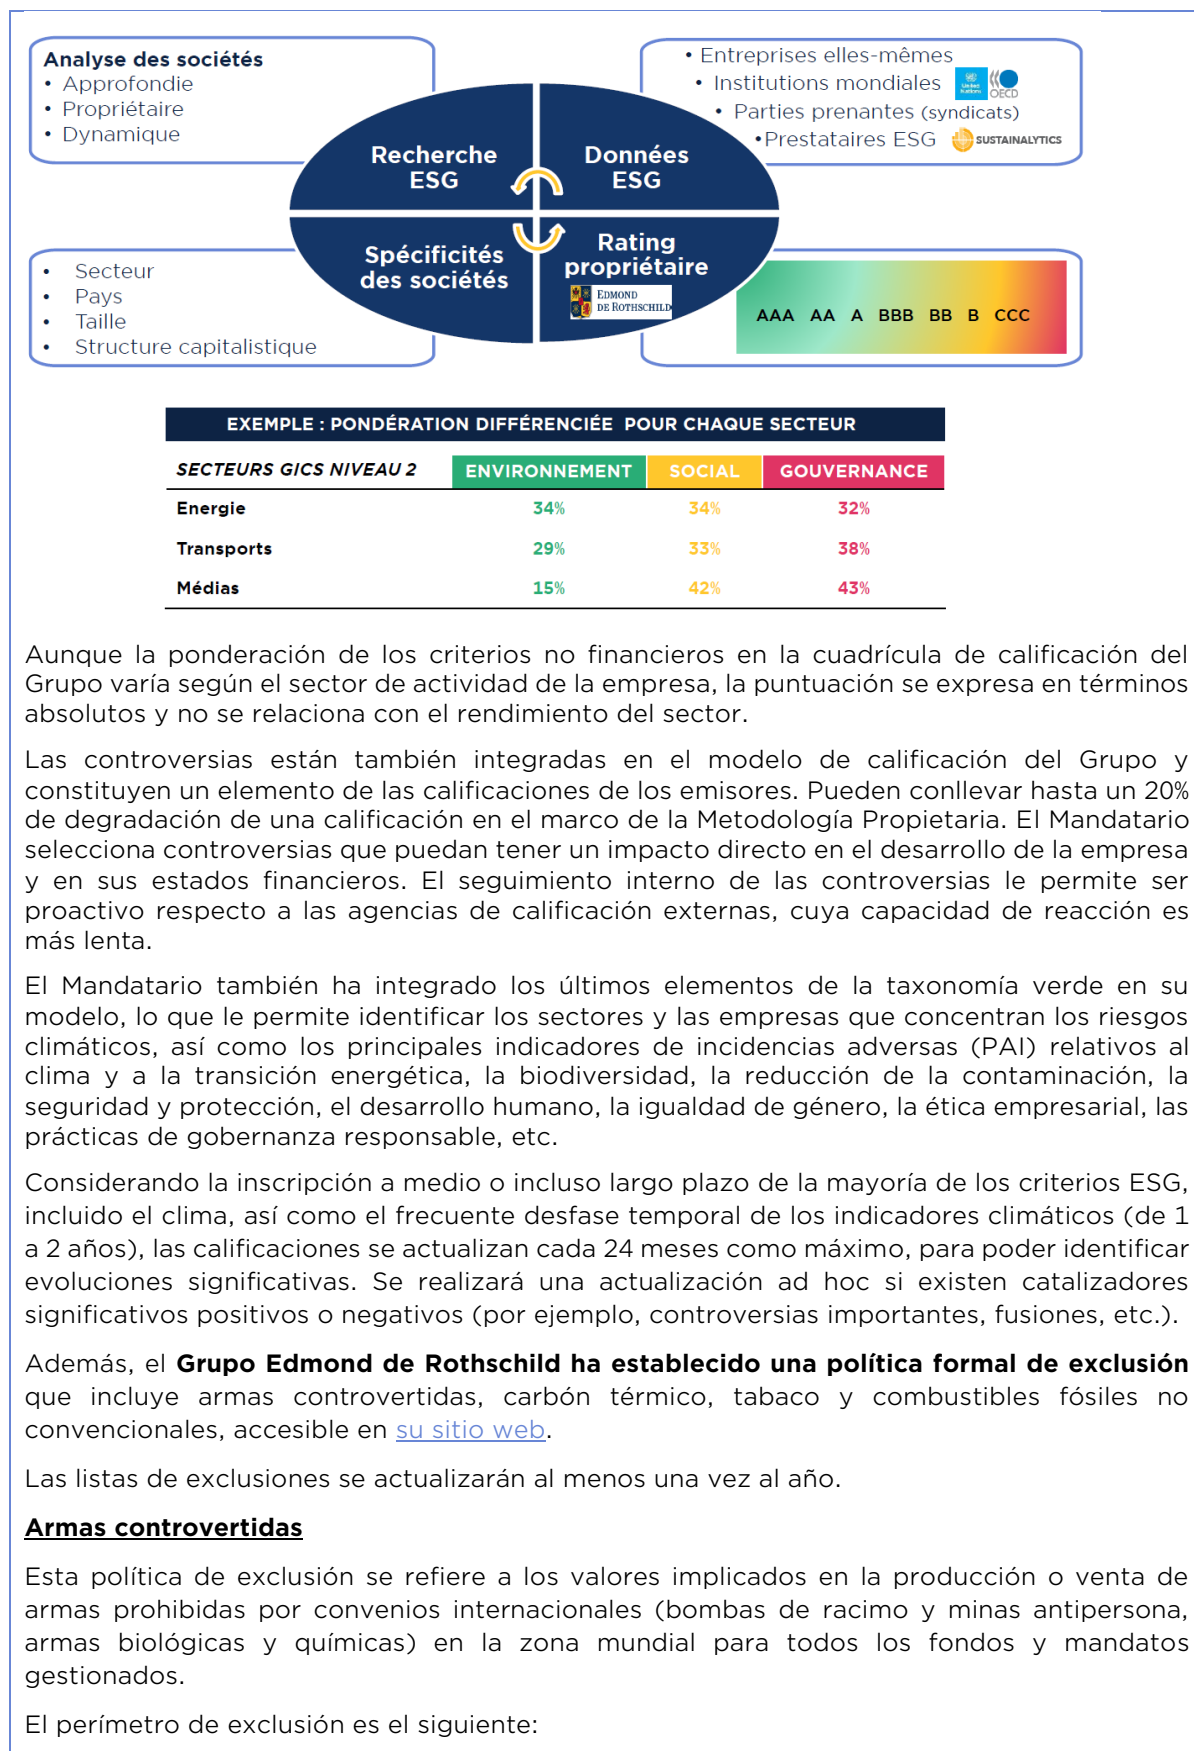 Analyse des sociétés
• Approfondie
• Propriétaire
• Dynamique
• Entreprises elles-mêmes
• Institutions mondiales
United Nations
OECD
• Parties prenantes (syndicats)
•Prestataires ESG
SUSTAINALYTICS
Recherche
ESG
Données
ESG
Spécificités
des sociétés
Rating
propriétaire
EDMOND
DE ROTHSCHILD
• Secteur
• Pays
• Taille
• Structure capitalistique
AAA AA A BBB BB B CCC
EXEMPLE : PONDÉRATION DIFFÉRENCIÉE POUR CHAQUE SECTEUR
SECTEURS GICS NIVEAU 2 ENVIRONNEMENT SOCIAL GOUVERNANCE
Energie 34% 34% 32%
Transports 29% 33% 38%
Médias 15% 42% 43%
Aunque la ponderación de los criterios no financieros en la cuadrícula de calificación del
Grupo varía según el sector de actividad de la empresa, la puntuación se expresa en términos
absolutos y no se relaciona con el rendimiento del sector.
Las controversias están también integradas en el modelo de calificación del Grupo y
constituyen un elemento de las calificaciones de los emisores. Pueden conllevar hasta un 20%
de degradación de una calificación en el marco de la Metodología Propietaria. El Mandatario
selecciona controversias que puedan tener un impacto directo en el desarrollo de la empresa
y en sus estados financieros. El seguimiento interno de las controversias le permite ser
proactivo respecto a las agencias de calificación externas, cuya capacidad de reacción es
más lenta.
El Mandatario también ha integrado los últimos elementos de la taxonomía verde en su
modelo, lo que le permite identificar los sectores y las empresas que concentran los riesgos
climáticos, así como los principales indicadores de incidencias adversas (PAI) relativos al
clima y a la transición energética, la biodiversidad, la reducción de la contaminación, la
seguridad y protección, el desarrollo humano, la igualdad de género, la ética empresarial, las
prácticas de gobernanza responsable, etc.
Considerando la inscripción a medio o incluso largo plazo de la mayoría de los criterios ESG,
incluido el clima, así como el frecuente desfase temporal de los indicadores climáticos (de 1
a 2 años), las calificaciones se actualizan cada 24 meses como máximo, para poder identificar
evoluciones significativas. Se realizará una actualización ad hoc si existen catalizadores
significativos positivos o negativos (por ejemplo, controversias importantes, fusiones, etc.).
Además, el Grupo Edmond de Rothschild ha establecido una política formal de exclusión
que incluye armas controvertidas, carbón térmico, tabaco y combustibles fósiles no
convencionales, accesible en su sitio web.
Las listas de exclusiones se actualizarán al menos una vez al año.
Armas controvertidas
Esta política de exclusión se refiere a los valores implicados en la producción o venta de
armas prohibidas por convenios internacionales (bombas de racimo y minas antipersona,
armas biológicas y químicas) en la zona mundial para todos los fondos y mandatos
gestionados.
El perímetro de exclusión es el siguiente: